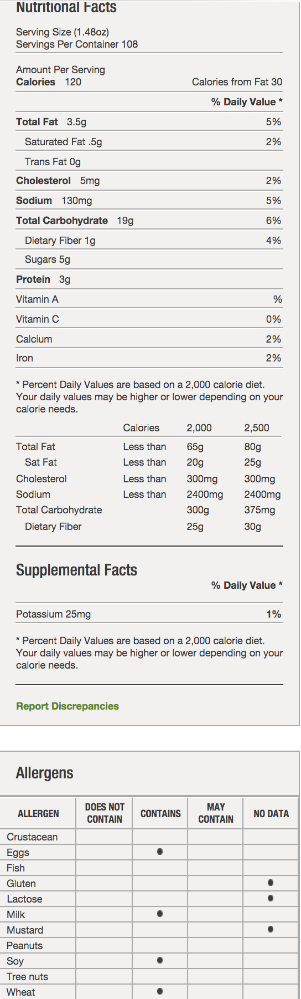 Nutritional Facts
Serving Size (1.48oz)
Servings Per Container 108
Amount Per Serving
Calories 120 Calories from Fat 30
% Daily Value *
Total Fat 3.5g 5%
Saturated Fat .5g 2%
Trans Fat 0g
Cholesterol 5mg 2%
Sodium 130mg 5%
Total Carbohydrate 19g 6%
Dietary Fiber 1g 4%
Sugars 5g
Protein 3g
Vitamin A %
Vitamin C 0%
Calcium 2%
Iron 2%
* Percent Daily Values are based on a 2,000 calorie diet.
Your daily values may be higher or lower depending on your
calorie needs.
Calories 2,000 2,500
Total Fat Less than 65g 80g
Sat Fat Less than 20g 25g
Cholesterol Less than 300mg 300mg
Sodium Less than 2400mg 2400mg
Total Carbohydrate 300g 375mg
Dietary Fiber 25g 30g
Supplemental Facts
% Daily Value *
Potassium 25mg 1%
* Percent Daily Values are based on a 2,000 calorie diet.
Your daily values may be higher or lower depending on your
calorie needs.
Report Discrepancies
Allergens
ALLERGEN DOES NOT CONTAIN CONTAINS MAY CONTAIN NO DATA
Crustacean
Eggs •
Fish
Gluten •
Lactose •
Milk •
Mustard •
Peanuts
Soy •
Tree nuts
Wheat •